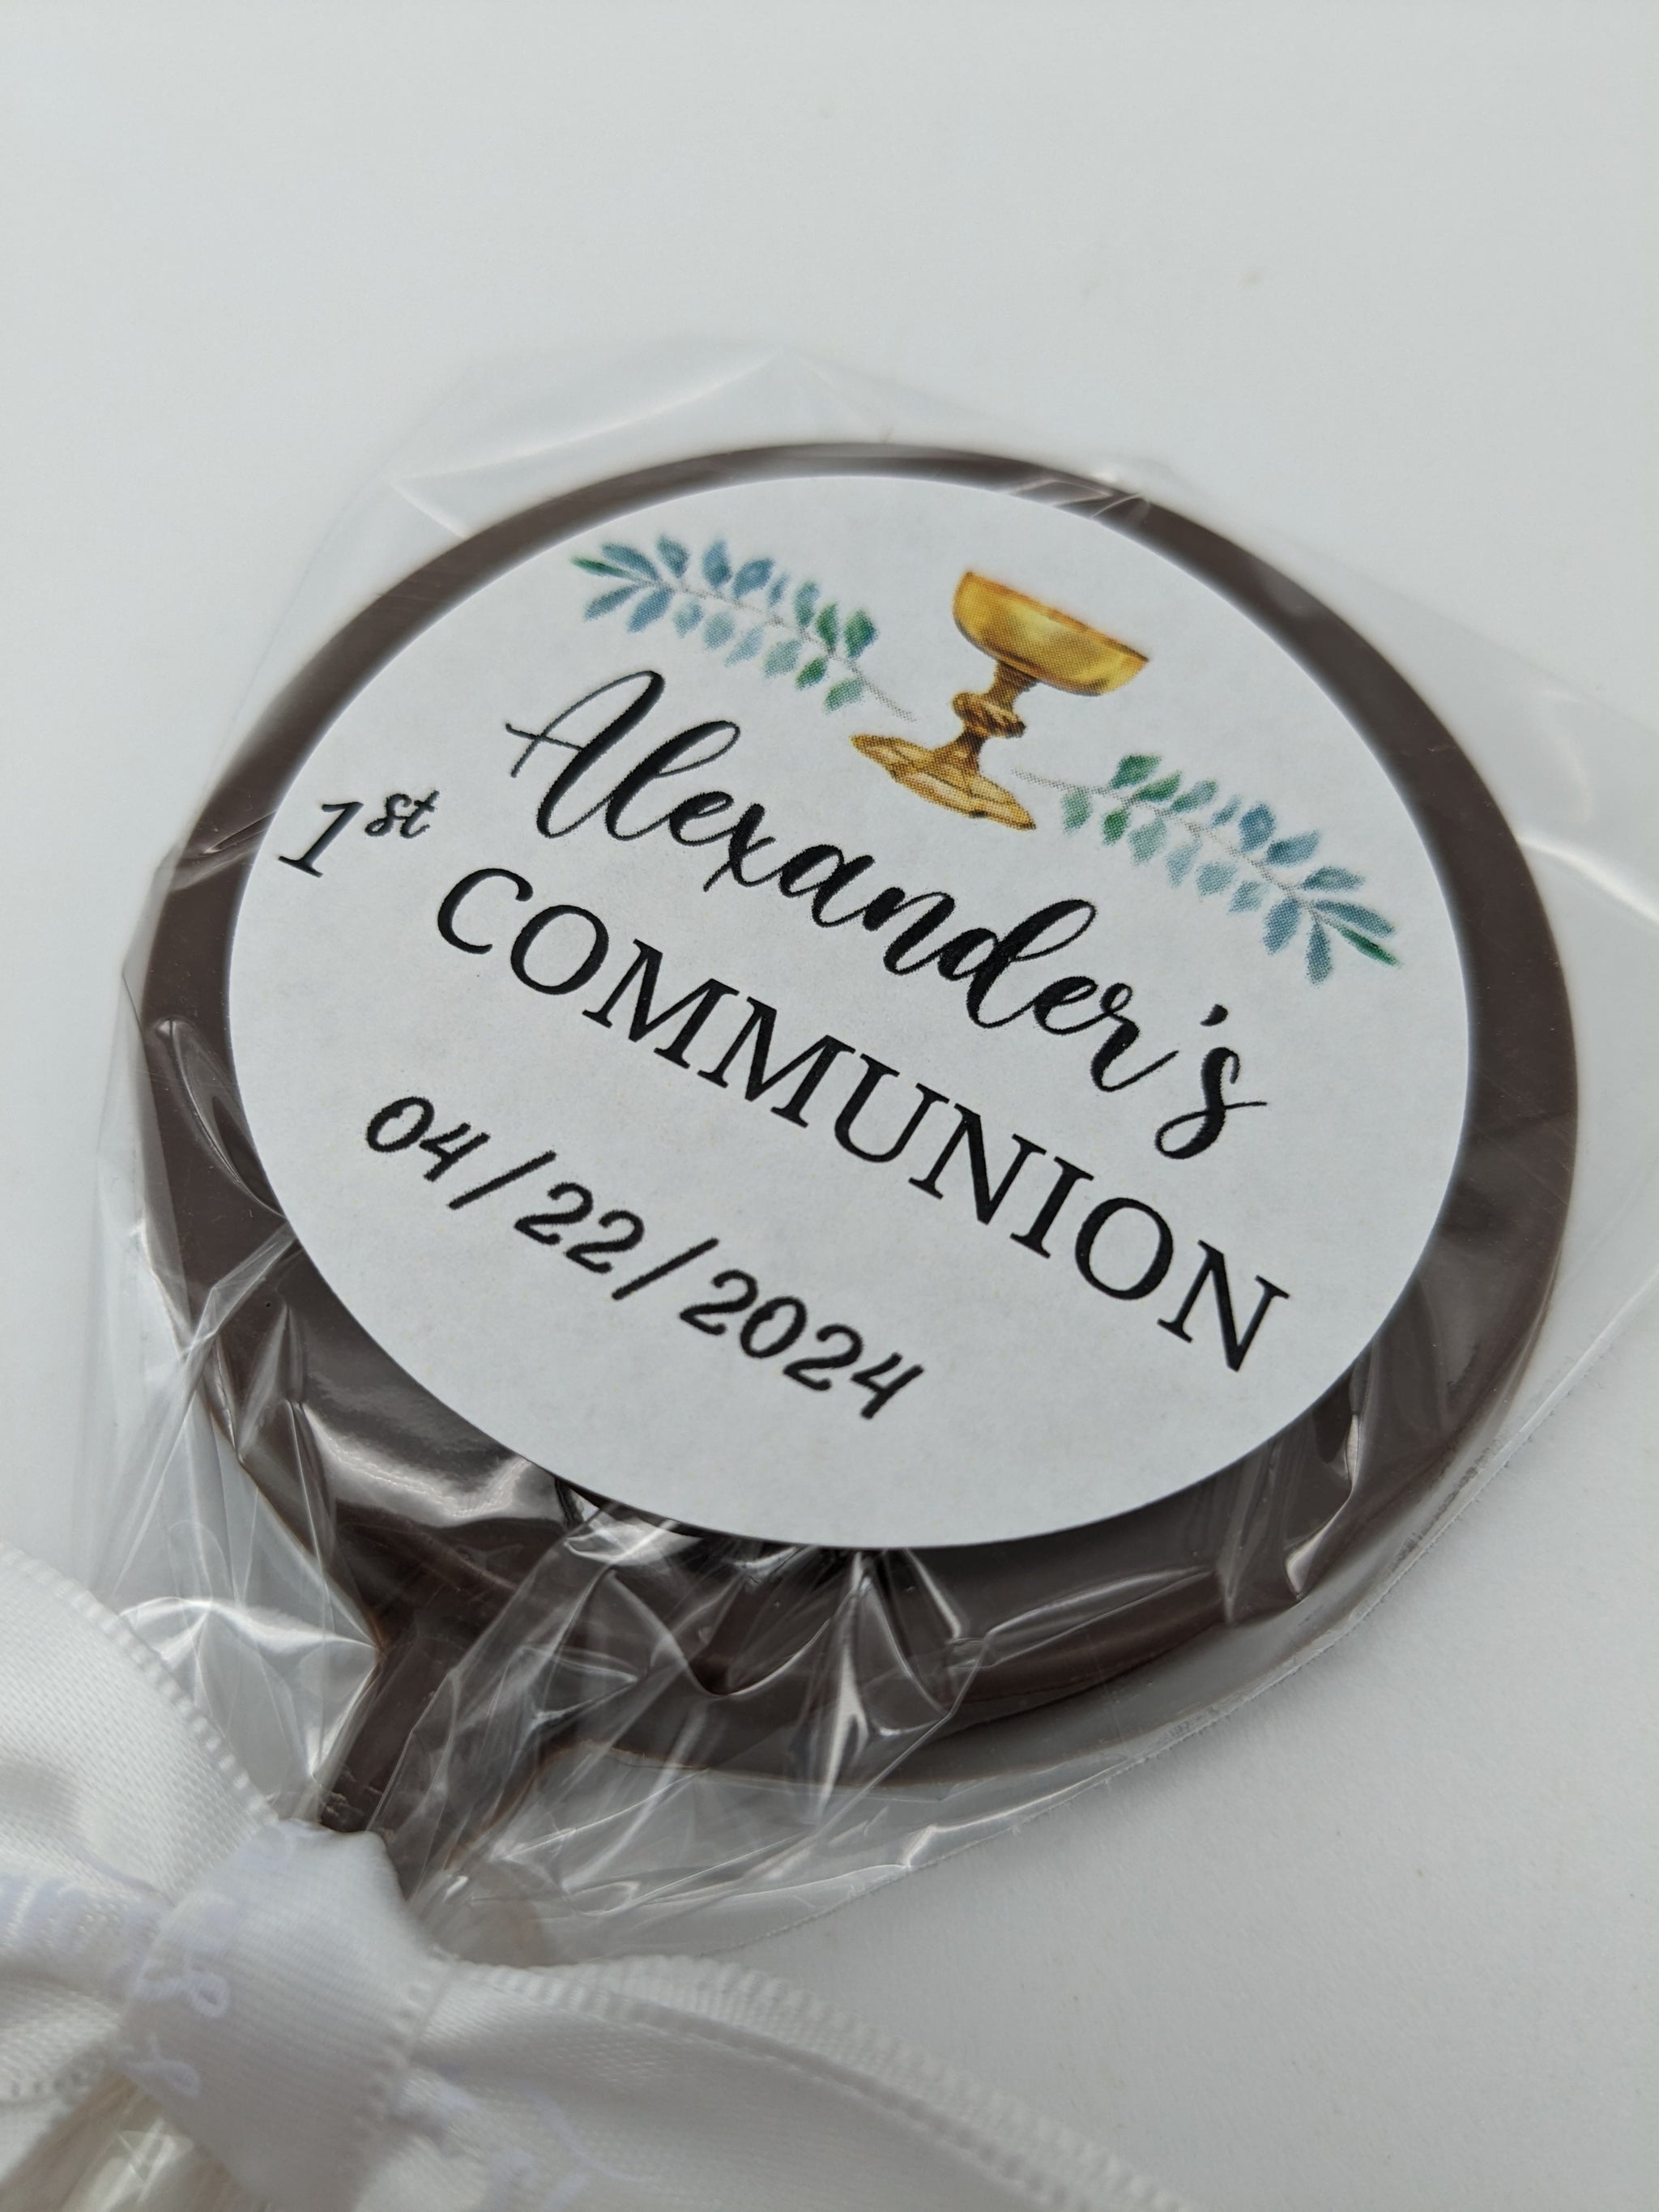 Alexander's
1st COMMUNION
04/22/2024